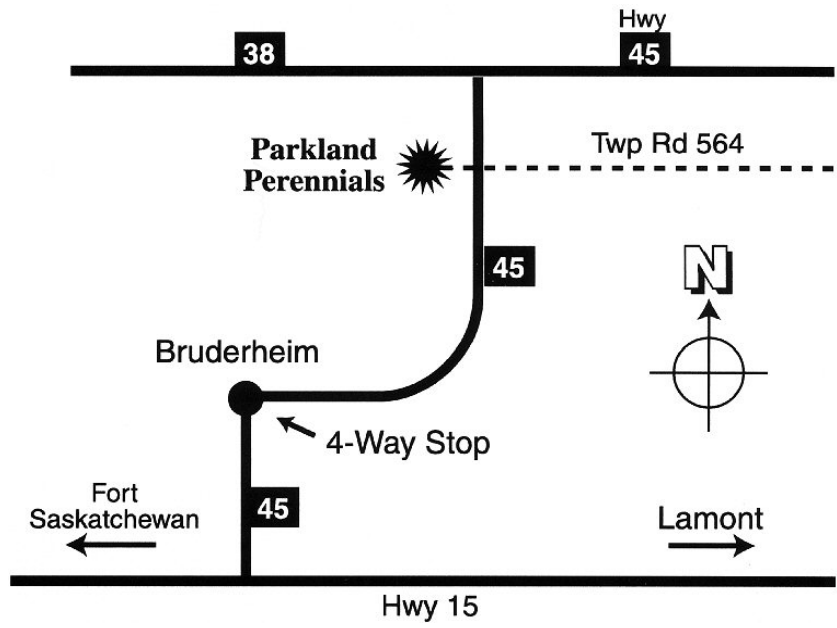 Hwy
38
45
Parkland
Perennials
Twp Rd 564
45
N
Bruderheim
4-Way Stop
45
Fort
Saskatchewan
Lamont
Hwy 15